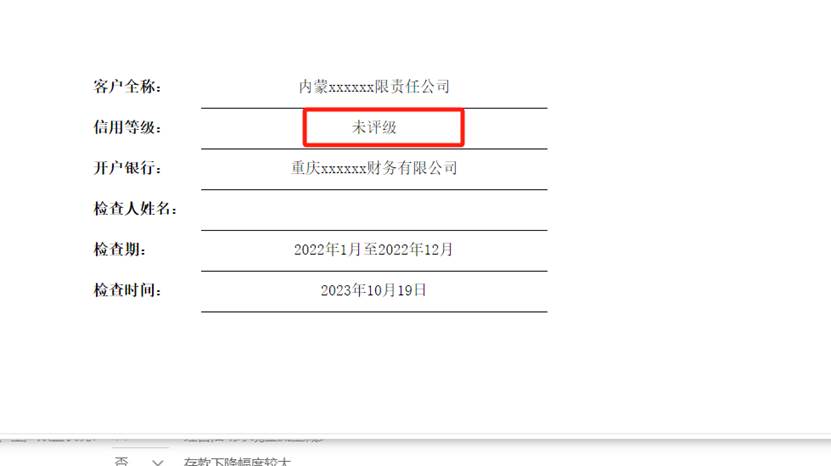 客户全称： 内蒙xxxxxx限责任公司
信用等级： 未评级
开户银行： 重庆xxxxxx财务有限公司
检查人姓名：
检查期： 2022年1月至2022年12月
检查时间： 2023年10月19日
否 存款下降幅度较大